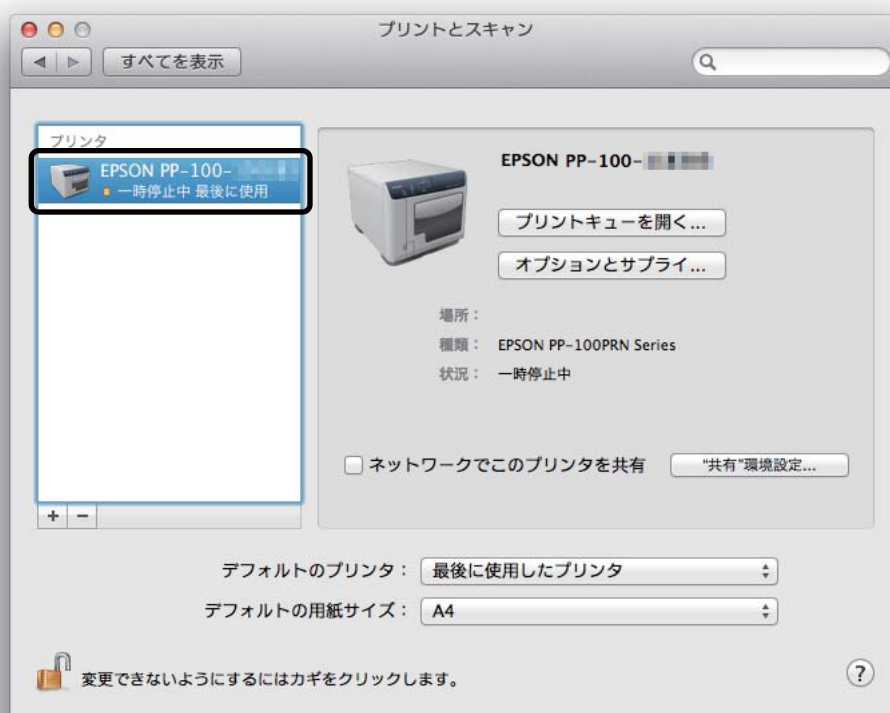 プリントとスキャン
すべてを表示
プリンタ
EPSON PP-100-
一時停止中 最後に使用
EPSON PP-100-
プリントキューを開く...
オプションとサプライ...
場所：
種類： EPSON PP-100PRN Series
状況： 一時停止中
ネットワークでこのプリンタを共有 "共有"環境設定...
+ -
デフォルトのプリンタ： 最後に使用したプリンタ
デフォルトの用紙サイズ： A4
変更できないようにするにはカギをクリックします。 ?